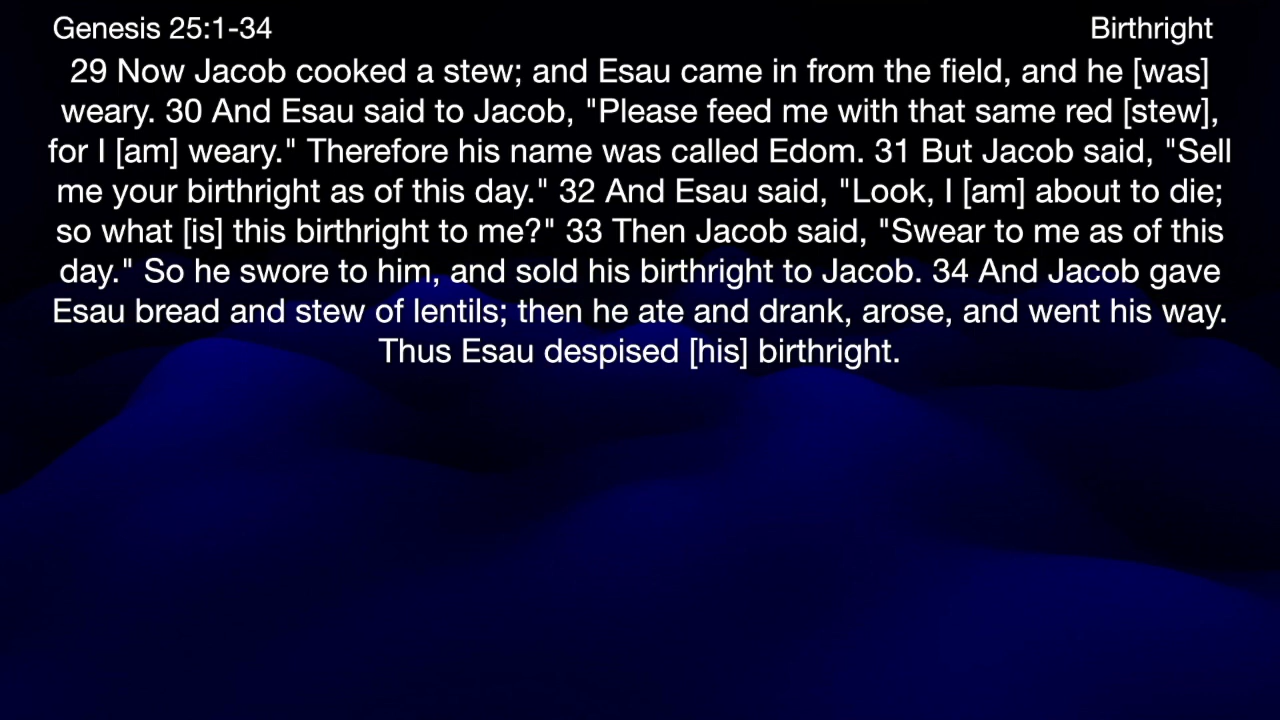 Genesis 25:1-34
Birthright
29 Now Jacob cooked a stew; and Esau came in from the field, and he [was]
weary. 30 And Esau said to Jacob, "Please feed me with that same red [stew],
for I [am] weary." Therefore his name was called Edom. 31 But Jacob said, "Sell
me your birthright as of this day." 32 And Esau said, "Look, I [am] about to die;
so what [is] this birthright to me?" 33 Then Jacob said, "Swear to me as of this
day." So he swore to him, and sold his birthright to Jacob. 34 And Jacob gave
Esau bread and stew of lentils; then he ate and drank, arose, and went his way.
Thus Esau despised [his] birthright.